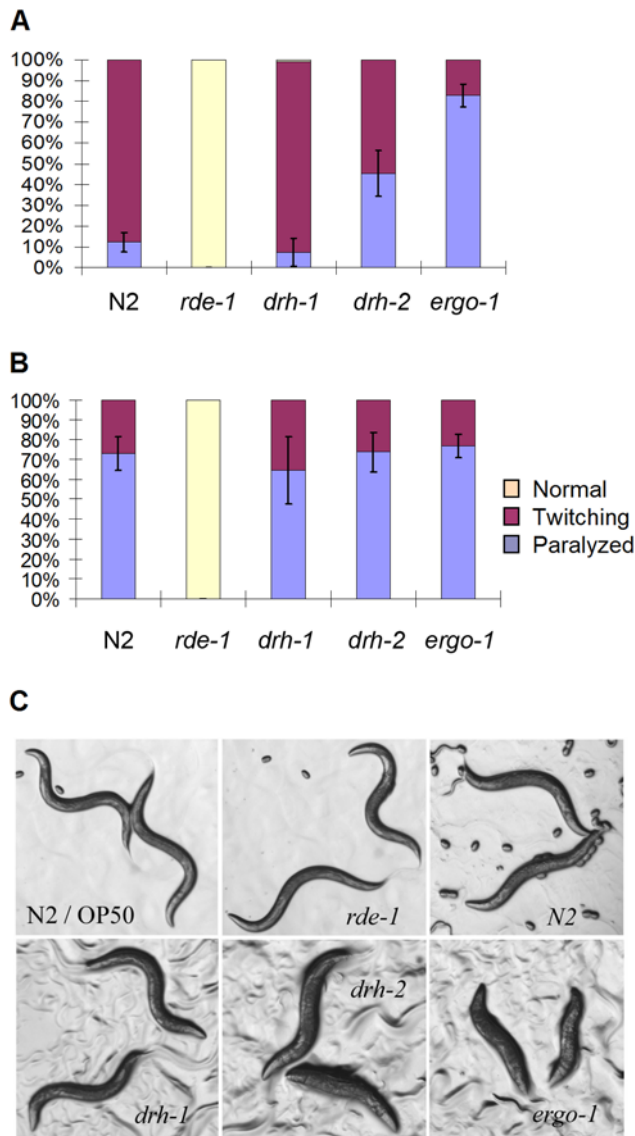 A
100%
90%
80%
70%
60%
50%
40%
30%
20%
10%
0%
N2 rde-1 drh-1 drh-2 ergo-1
B
100%
90%
80%
70%
60%
50%
40%
30%
20%
10%
0%
Normal
Twitching
Paralyzed
N2 rde-1 drh-1 drh-2 ergo-1
C
N2 / OP50
rde-1
N2
drh-1
drh-2
ergo-1